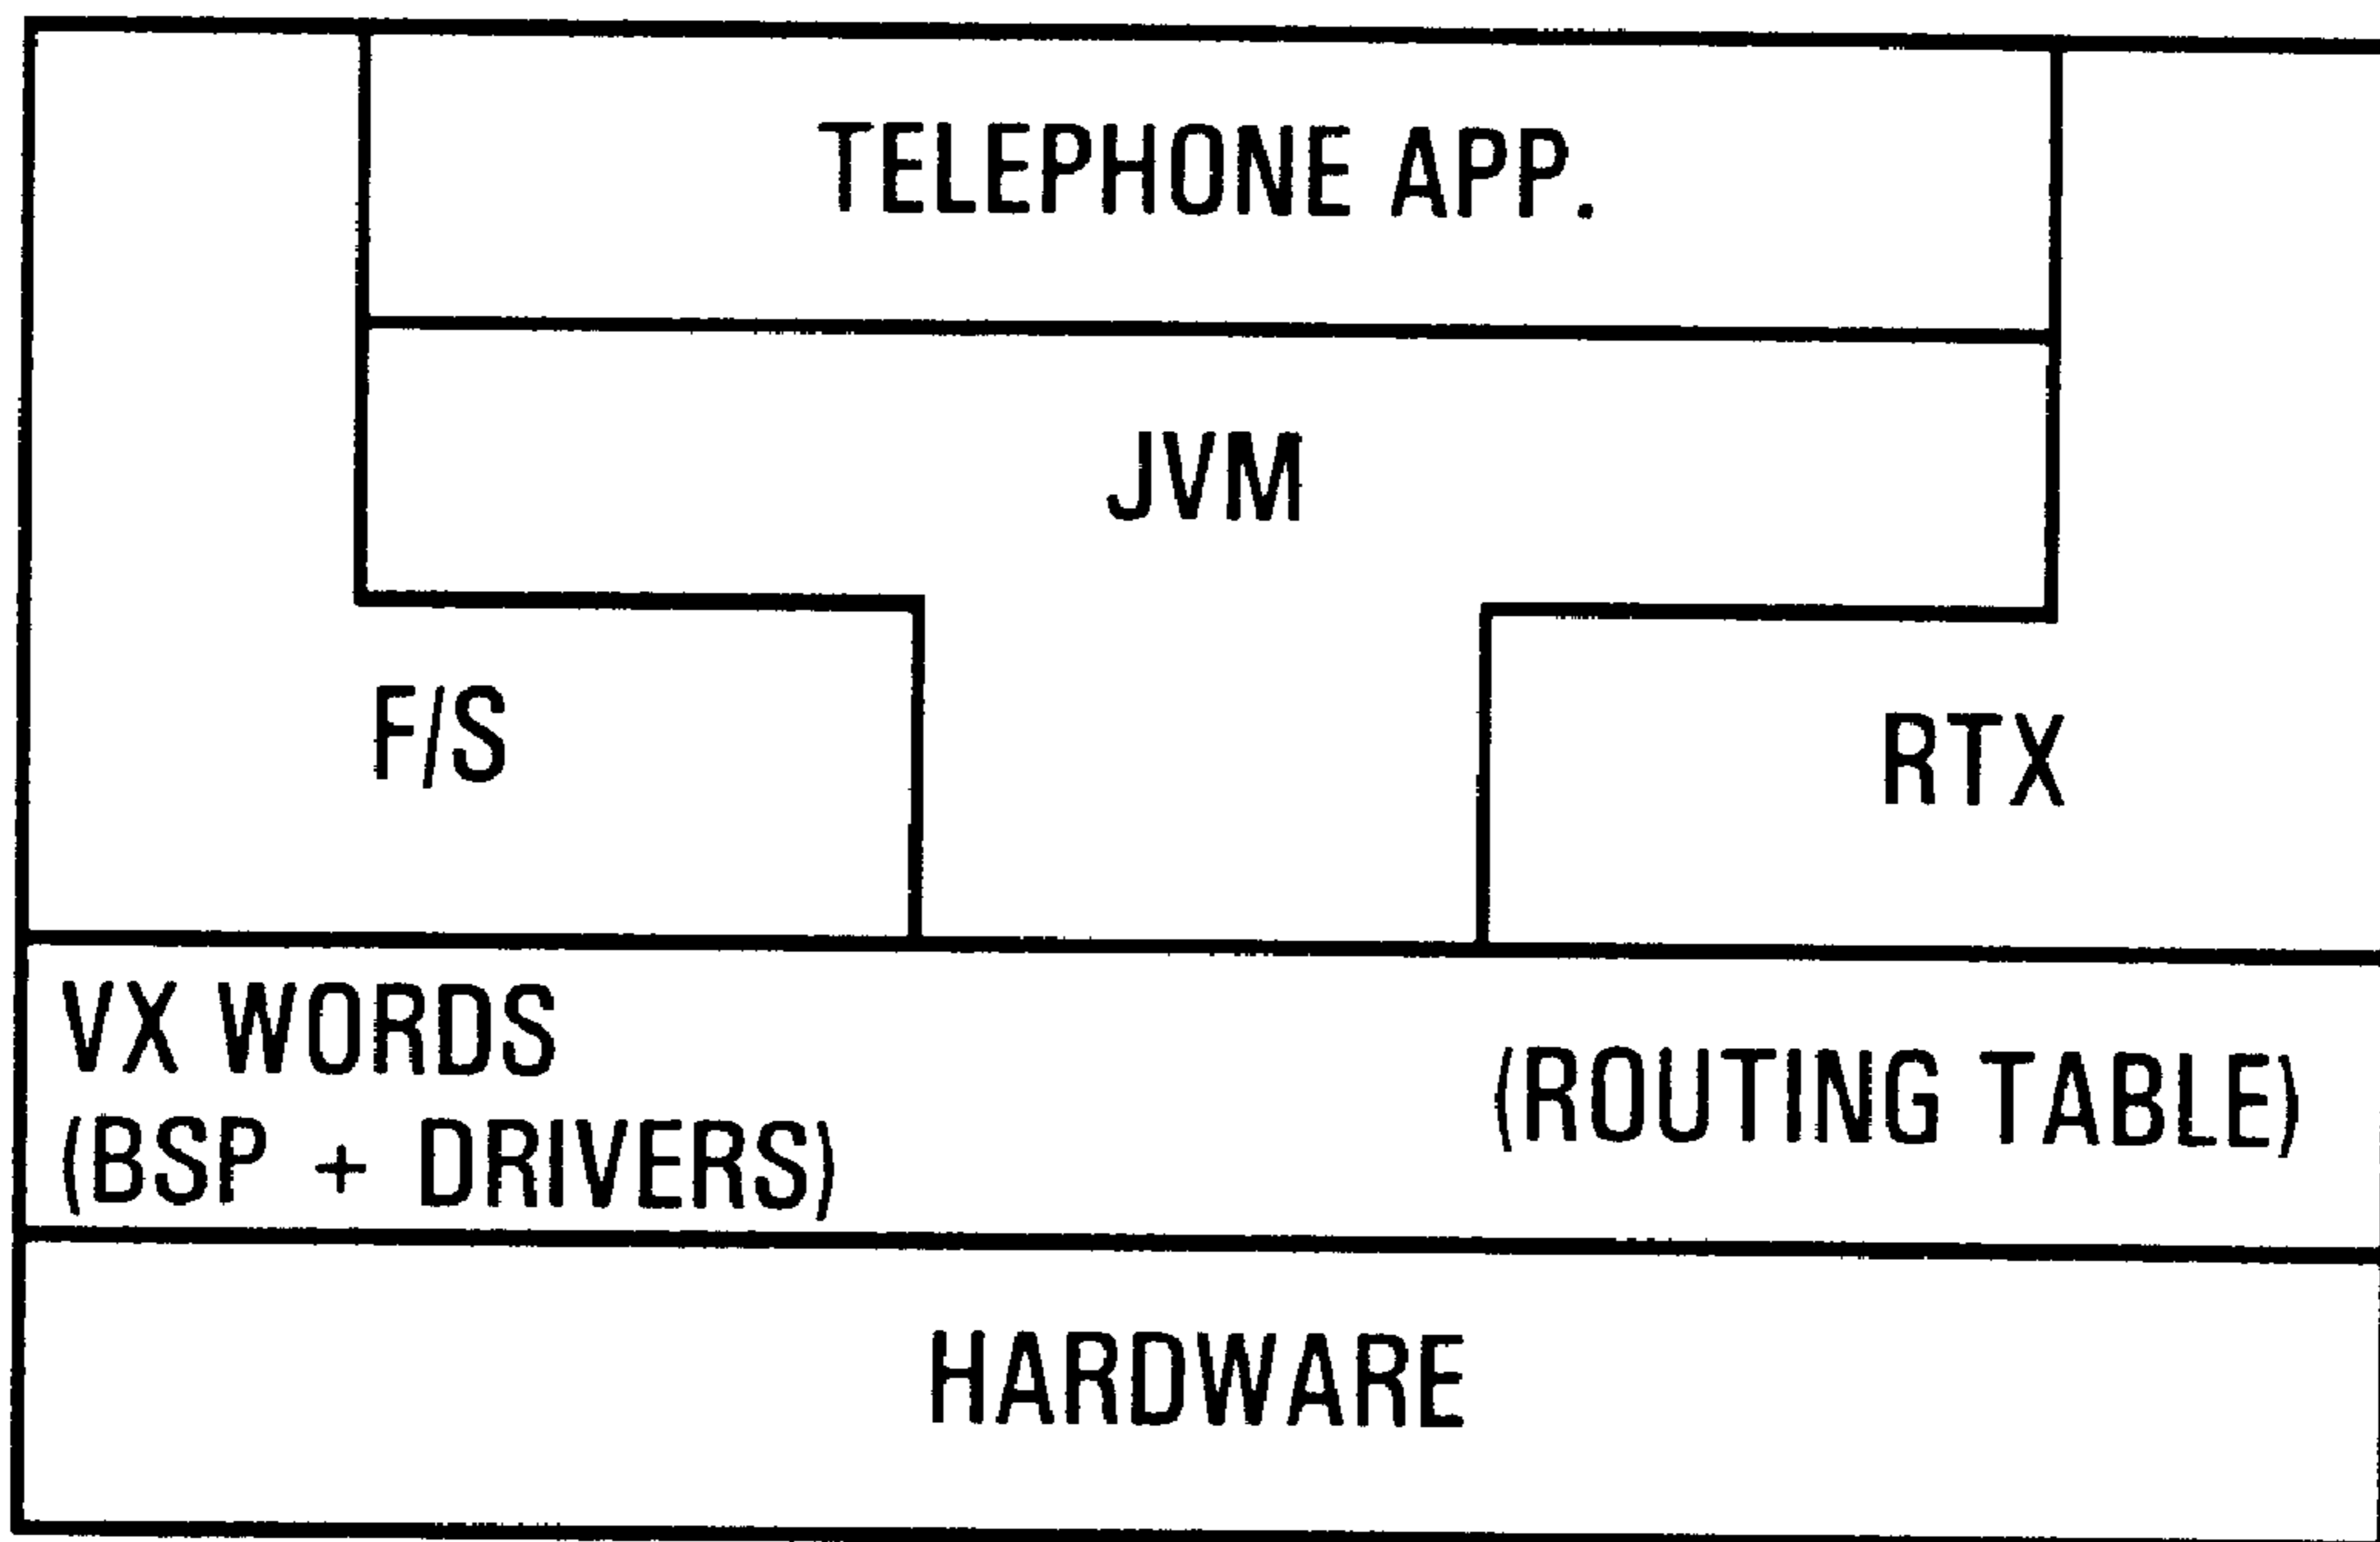 TELEPHONE APP.
JVM
F/S
RTX
VX WORDS
(BSP + DRIVERS)
(ROUTING TABLE)
HARDWARE